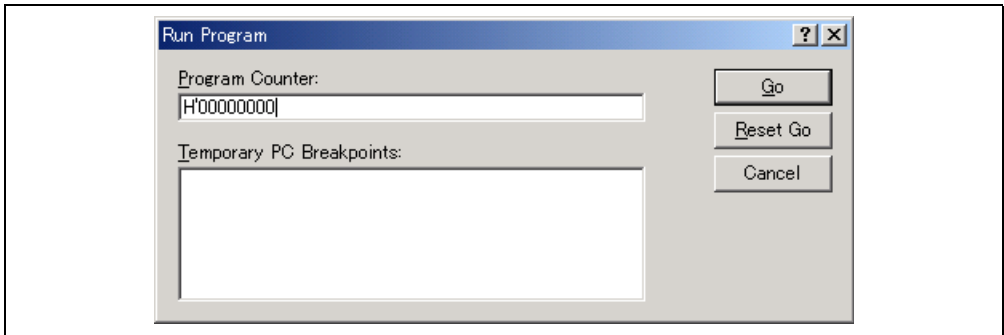 Run Program
Program Counter:
H'00000000
Temporary PC Breakpoints:
Go
Reset Go
Cancel